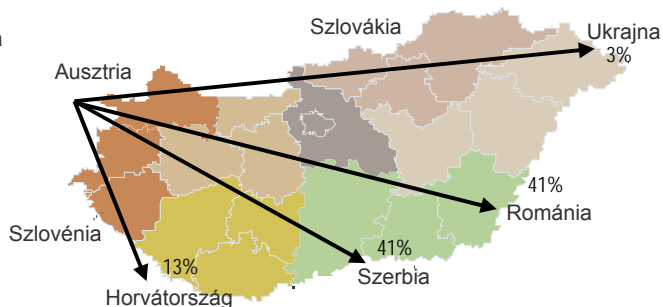 Szlovákia
Ukrajna
3%
Ausztria
41%
Románia
Szlovénia
41%
13%
Szerbia
Horvátország